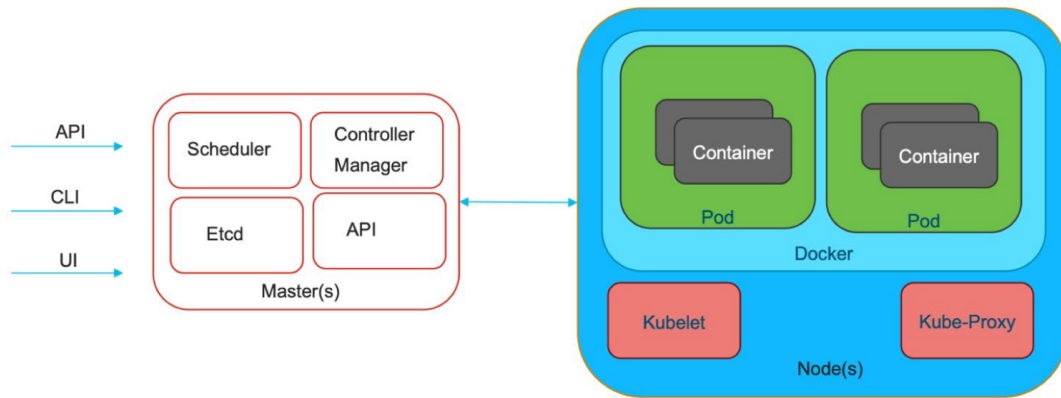 API
CLI
UI
Scheduler
Controller
Manager
Etcd
API
Master(s)
Container
Container
Pod
Pod
Docker
Kubelet
Kube-Proxy
Node(s)